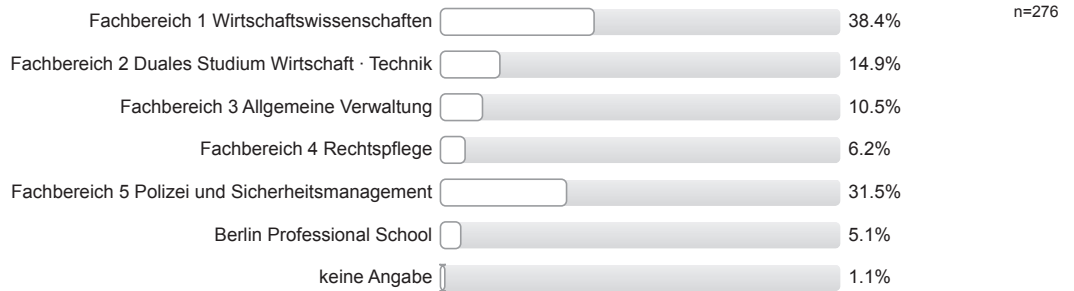 Fachbereich 1 Wirtschaftswissenschaften 38.4% n=276
Fachbereich 2 Duales Studium Wirtschaft · Technik 14.9%
Fachbereich 3 Allgemeine Verwaltung 10.5%
Fachbereich 4 Rechtspflege 6.2%
Fachbereich 5 Polizei und Sicherheitsmanagement 31.5%
Berlin Professional School 5.1%
keine Angabe 1.1%